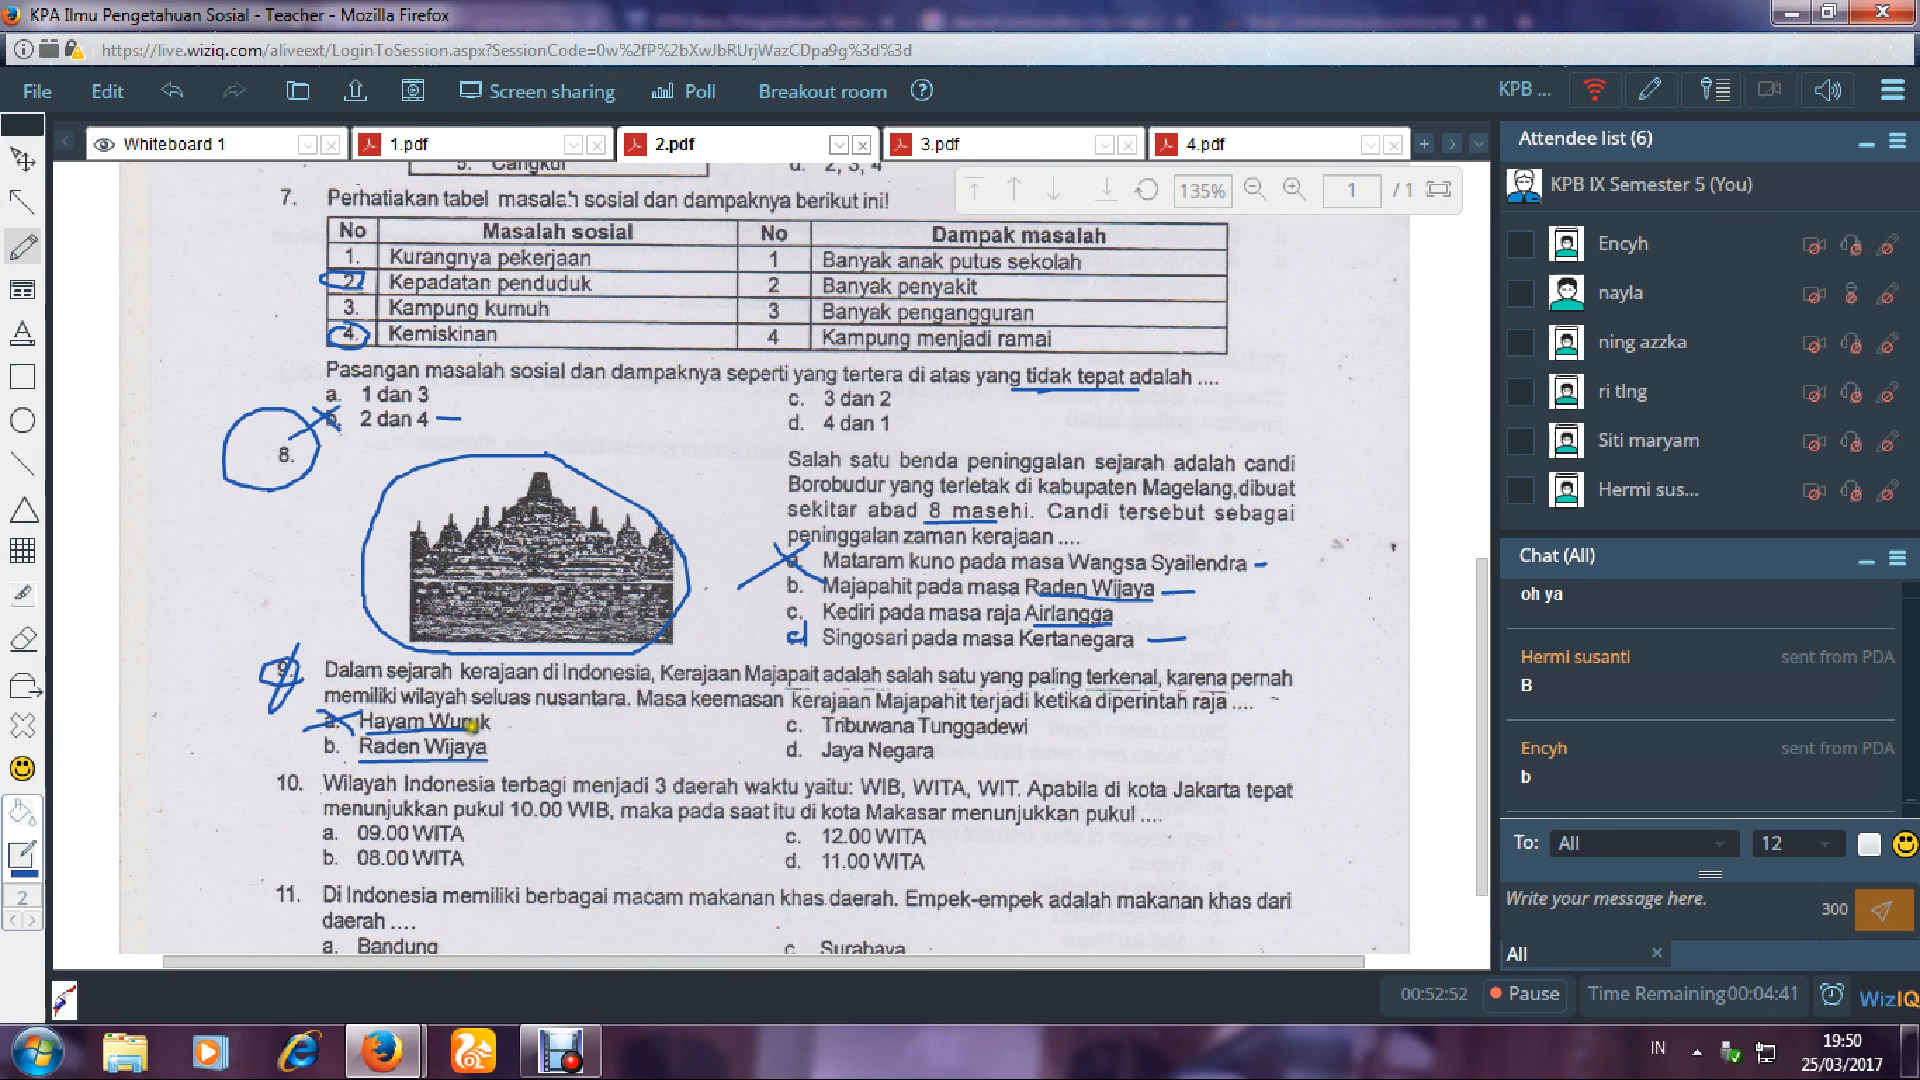 KPA Ilmu Pengetahuan Sosial - Teacher - Mozilla Firefox
https://live.wiziq.com/aliveext/LoginToSession.aspx?SessionCode=0w%2fP%2bXwJbRUrjWazCDpa9g%3d%3d
File Edit Screen sharing Poll Breakout room KPB ...
Whiteboard 1 1.pdf 2.pdf 3.pdf 4.pdf
135% 1 / 1
5. Cangkul d. 2, 3, 4
7. Perhatiakan tabel masalah sosial dan dampaknya berikut ini!
No Masalah sosial No Dampak masalah
1. Kurangnya pekerjaan 1 Banyak anak putus sekolah
2. Kepadatan penduduk 2 Banyak penyakit
3. Kampung kumuh 3 Banyak pengangguran
4. Kemiskinan 4 Kampung menjadi ramai
Pasangan masalah sosial dan dampaknya seperti yang tertera di atas yang tidak tepat adalah ....
a. 1 dan 3 c. 3 dan 2
b. 2 dan 4 d. 4 dan 1
8.
Salah satu benda peninggalan sejarah adalah candi
Borobudur yang terletak di kabupaten Magelang,dibuat
sekitar abad 8 masehi. Candi tersebut sebagai
peninggalan zaman kerajaan ....
a. Mataram kuno pada masa Wangsa Syailendra
b. Majapahit pada masa Raden Wijaya
c. Kediri pada masa raja Airlangga
d Singosari pada masa Kertanegara
9. Dalam sejarah kerajaan di Indonesia, Kerajaan Majapait adalah salah satu yang paling terkenal, karena pernah
memiliki wilayah seluas nusantara. Masa keemasan kerajaan Majapahit terjadi ketika diperintah raja ....
a. Hayam Wuruk c. Tribuwana Tunggadewi
b. Raden Wijaya d. Jaya Negara
10. Wilayah Indonesia terbagi menjadi 3 daerah waktu yaitu: WIB, WITA, WIT. Apabila di kota Jakarta tepat
menunjukkan pukul 10.00 WIB, maka pada saat itu di kota Makasar menunjukkan pukul ....
a. 09.00 WITA c. 12.00 WITA
b. 08.00 WITA d. 11.00 WITA
11. Di Indonesia memiliki berbagai macam makanan khas daerah. Empek-empek adalah makanan khas dari
daerah ....
a. Bandung c Surabaya
Attendee list (6)
KPB IX Semester 5 (You)
Encyh
nayla
ning azzka
ri tlng
Siti maryam
Hermi sus...
Chat (All)
oh ya
Hermi susanti sent from PDA
B
Encyh sent from PDA
b
To: All 12
Write your message here.
300
All
2
00:52:52 Pause Time Remaining00:04:41 WizIQ
IN 19:50
25/03/2017